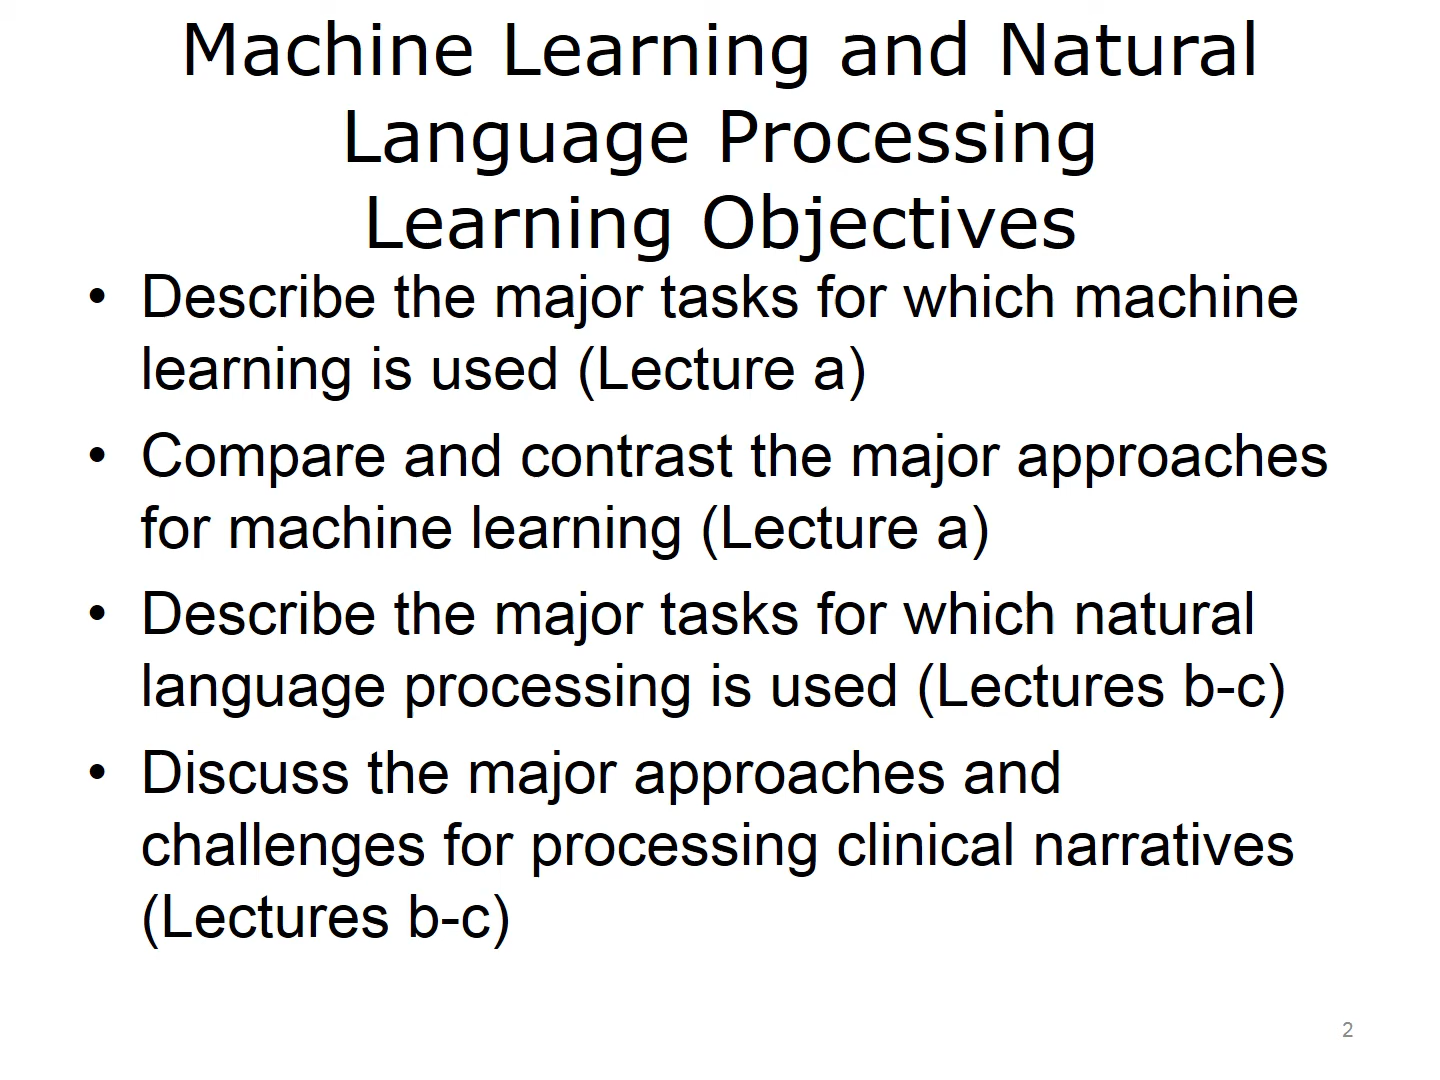 Machine Learning and Natural
Language Processing
Learning Objectives
• Describe the major tasks for which machine
learning is used (Lecture a)
• Compare and contrast the major approaches
for machine learning (Lecture a)
• Describe the major tasks for which natural
language processing is used (Lectures b-c)
• Discuss the major approaches and
challenges for processing clinical narratives
(Lectures b-c)
2